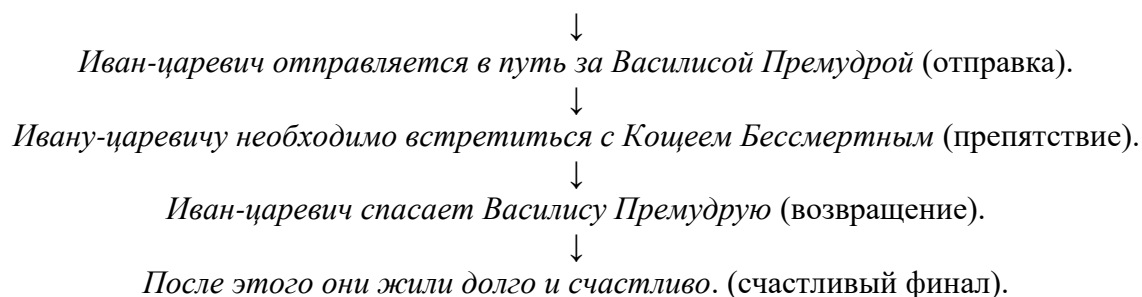 ↓
Иван-царевич отправляется в путь за Василисой Премудрой (отправка).
↓
Ивану-царевичу необходимо встретиться с Кощеем Бессмертным (препятствие).
↓
Иван-царевич спасает Василису Премудрую (возвращение).
↓
После этого они жили долго и счастливо. (счастливый финал).